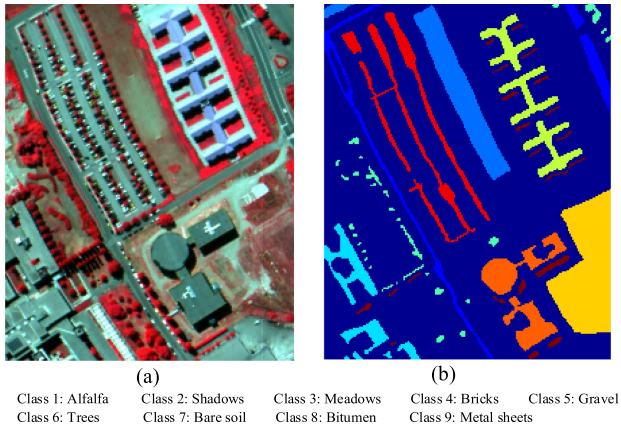 (a) (b)
Class 1: Alfalfa Class 2: Shadows Class 3: Meadows Class 4: Bricks Class 5: Gravel
Class 6: Trees Class 7: Bare soil Class 8: Bitumen Class 9: Metal sheets